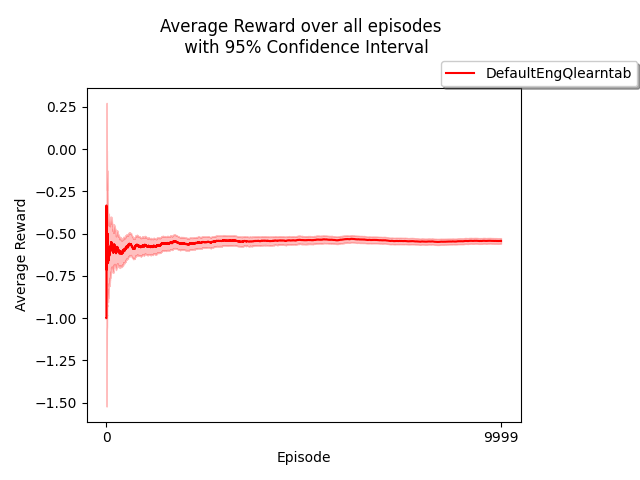 Average Reward over all episodes
with 95% Confidence Interval
DefaultEngQlearntab
0.25
0.00
−0.25
−0.50
−0.75
−1.00
−1.25
−1.50
Average Reward
0
9999
Episode